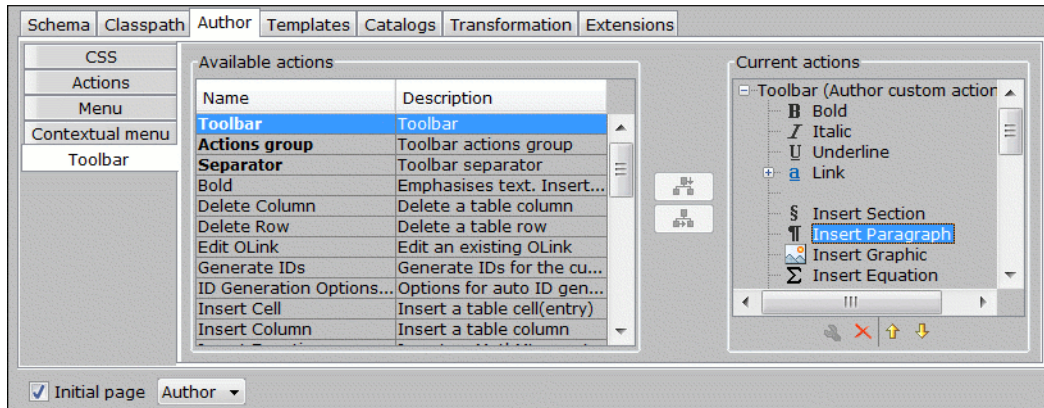 Schema Classpath Author Templates Catalogs Transformation Extensions
CSS
Actions
Menu
Contextual menu
Toolbar
Available actions
Name Description
Toolbar Toolbar
Actions group Toolbar actions group
Separator Toolbar separator
Bold Emphasises text. Insert...
Delete Column Delete a table column
Delete Row Delete a table row
Edit OLink Edit an existing OLink
Generate IDs Generate IDs for the cu...
ID Generation Options... Options for auto ID gen...
Insert Cell Insert a table cell(entry)
Insert Column Insert a table column
Current actions
Toolbar (Author custom action
B Bold
I Italic
U Underline
a Link
§ Insert Section
¶ Insert Paragraph
Insert Graphic
Σ Insert Equation
Initial page Author